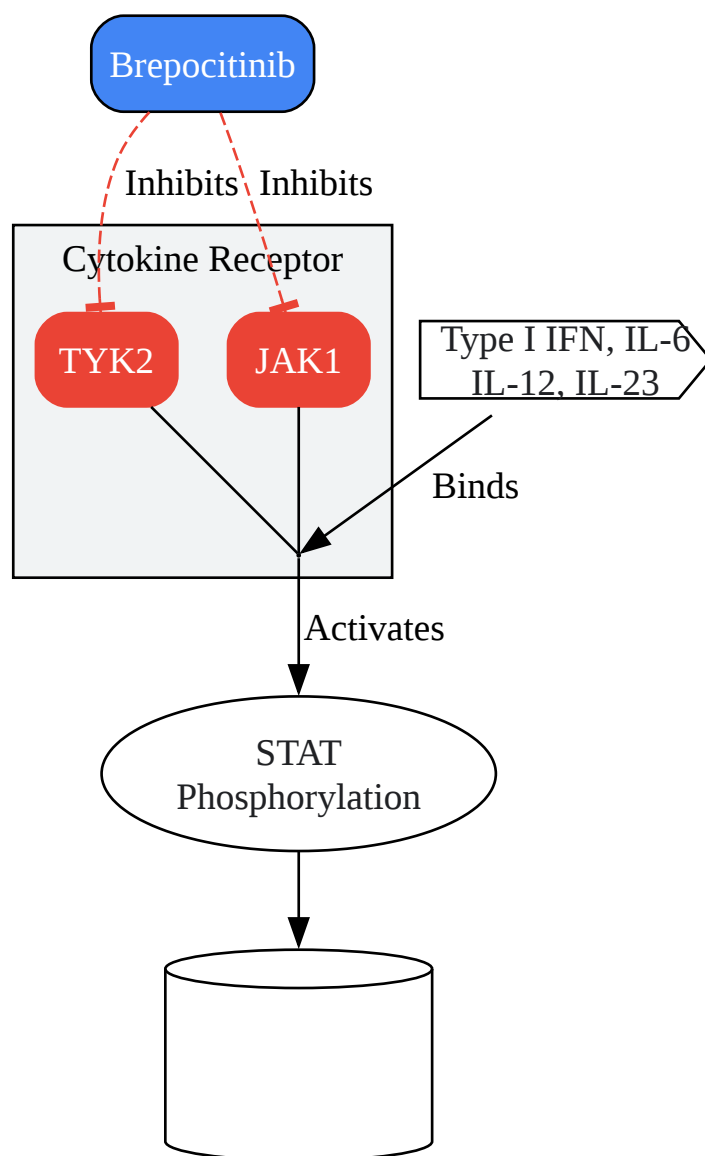 Brepocitinib
Inhibits Inhibits
Cytokine Receptor
TYK2 JAK1
Type I IFN, IL-6
IL-12, IL-23
Binds
Activates
STAT
Phosphorylation